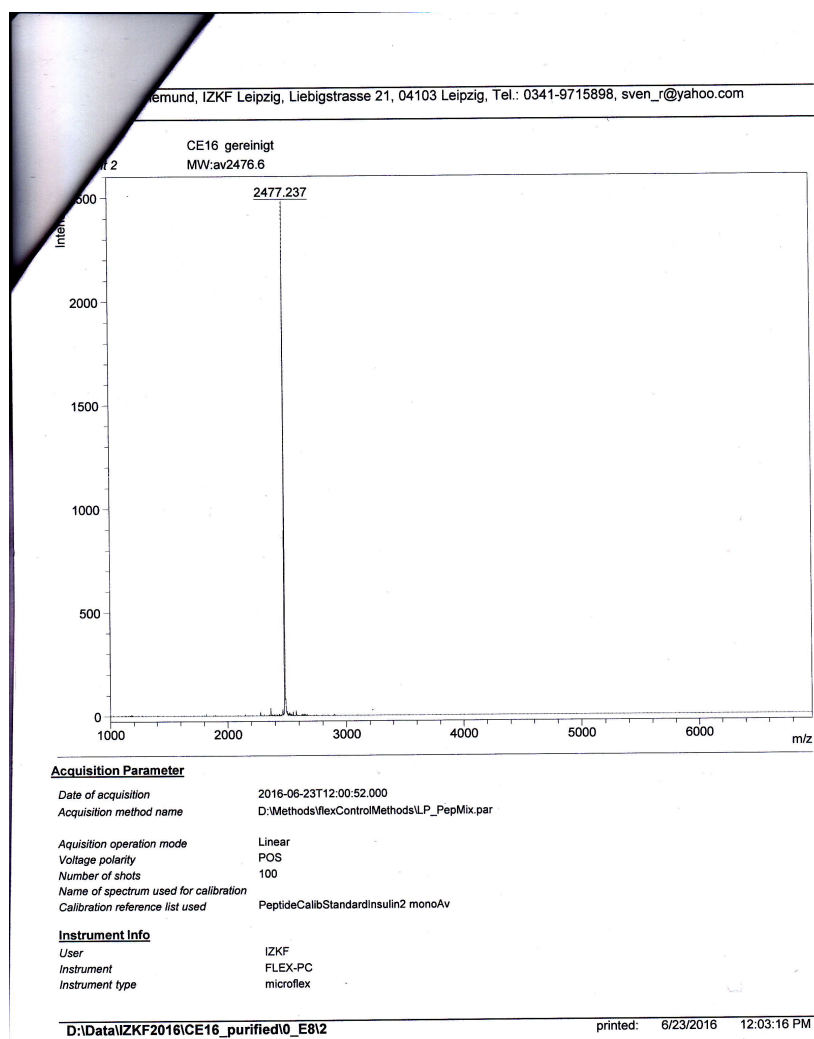 IZKF Leipzig, Liebigstrasse 21, 04103 Leipzig, Tel.: 0341-9715898, sven_r@yahoo.com
CE16 gereinigt
2 MW:av2476.6
2477.237
2000
1500
1000
500
0
1000 2000 3000 4000 5000 6000 m/z
Acquisition Parameter
Date of acquisition 2016-06-23T12:00:52.000
Acquisition method name D:\Methods\flexControlMethods\LP_PepMix.par
Aquisition operation mode Linear
Voltage polarity POS
Number of shots 100
Name of spectrum used for calibration
Calibration reference list used PeptideCalibStandardInsulin2 monoAv
Instrument Info
User IZKF
Instrument FLEX-PC
Instrument type microflex
D:\Data\IZKF2016\CE16_purified\0_E8\2 printed: 6/23/2016 12:03:16 PM